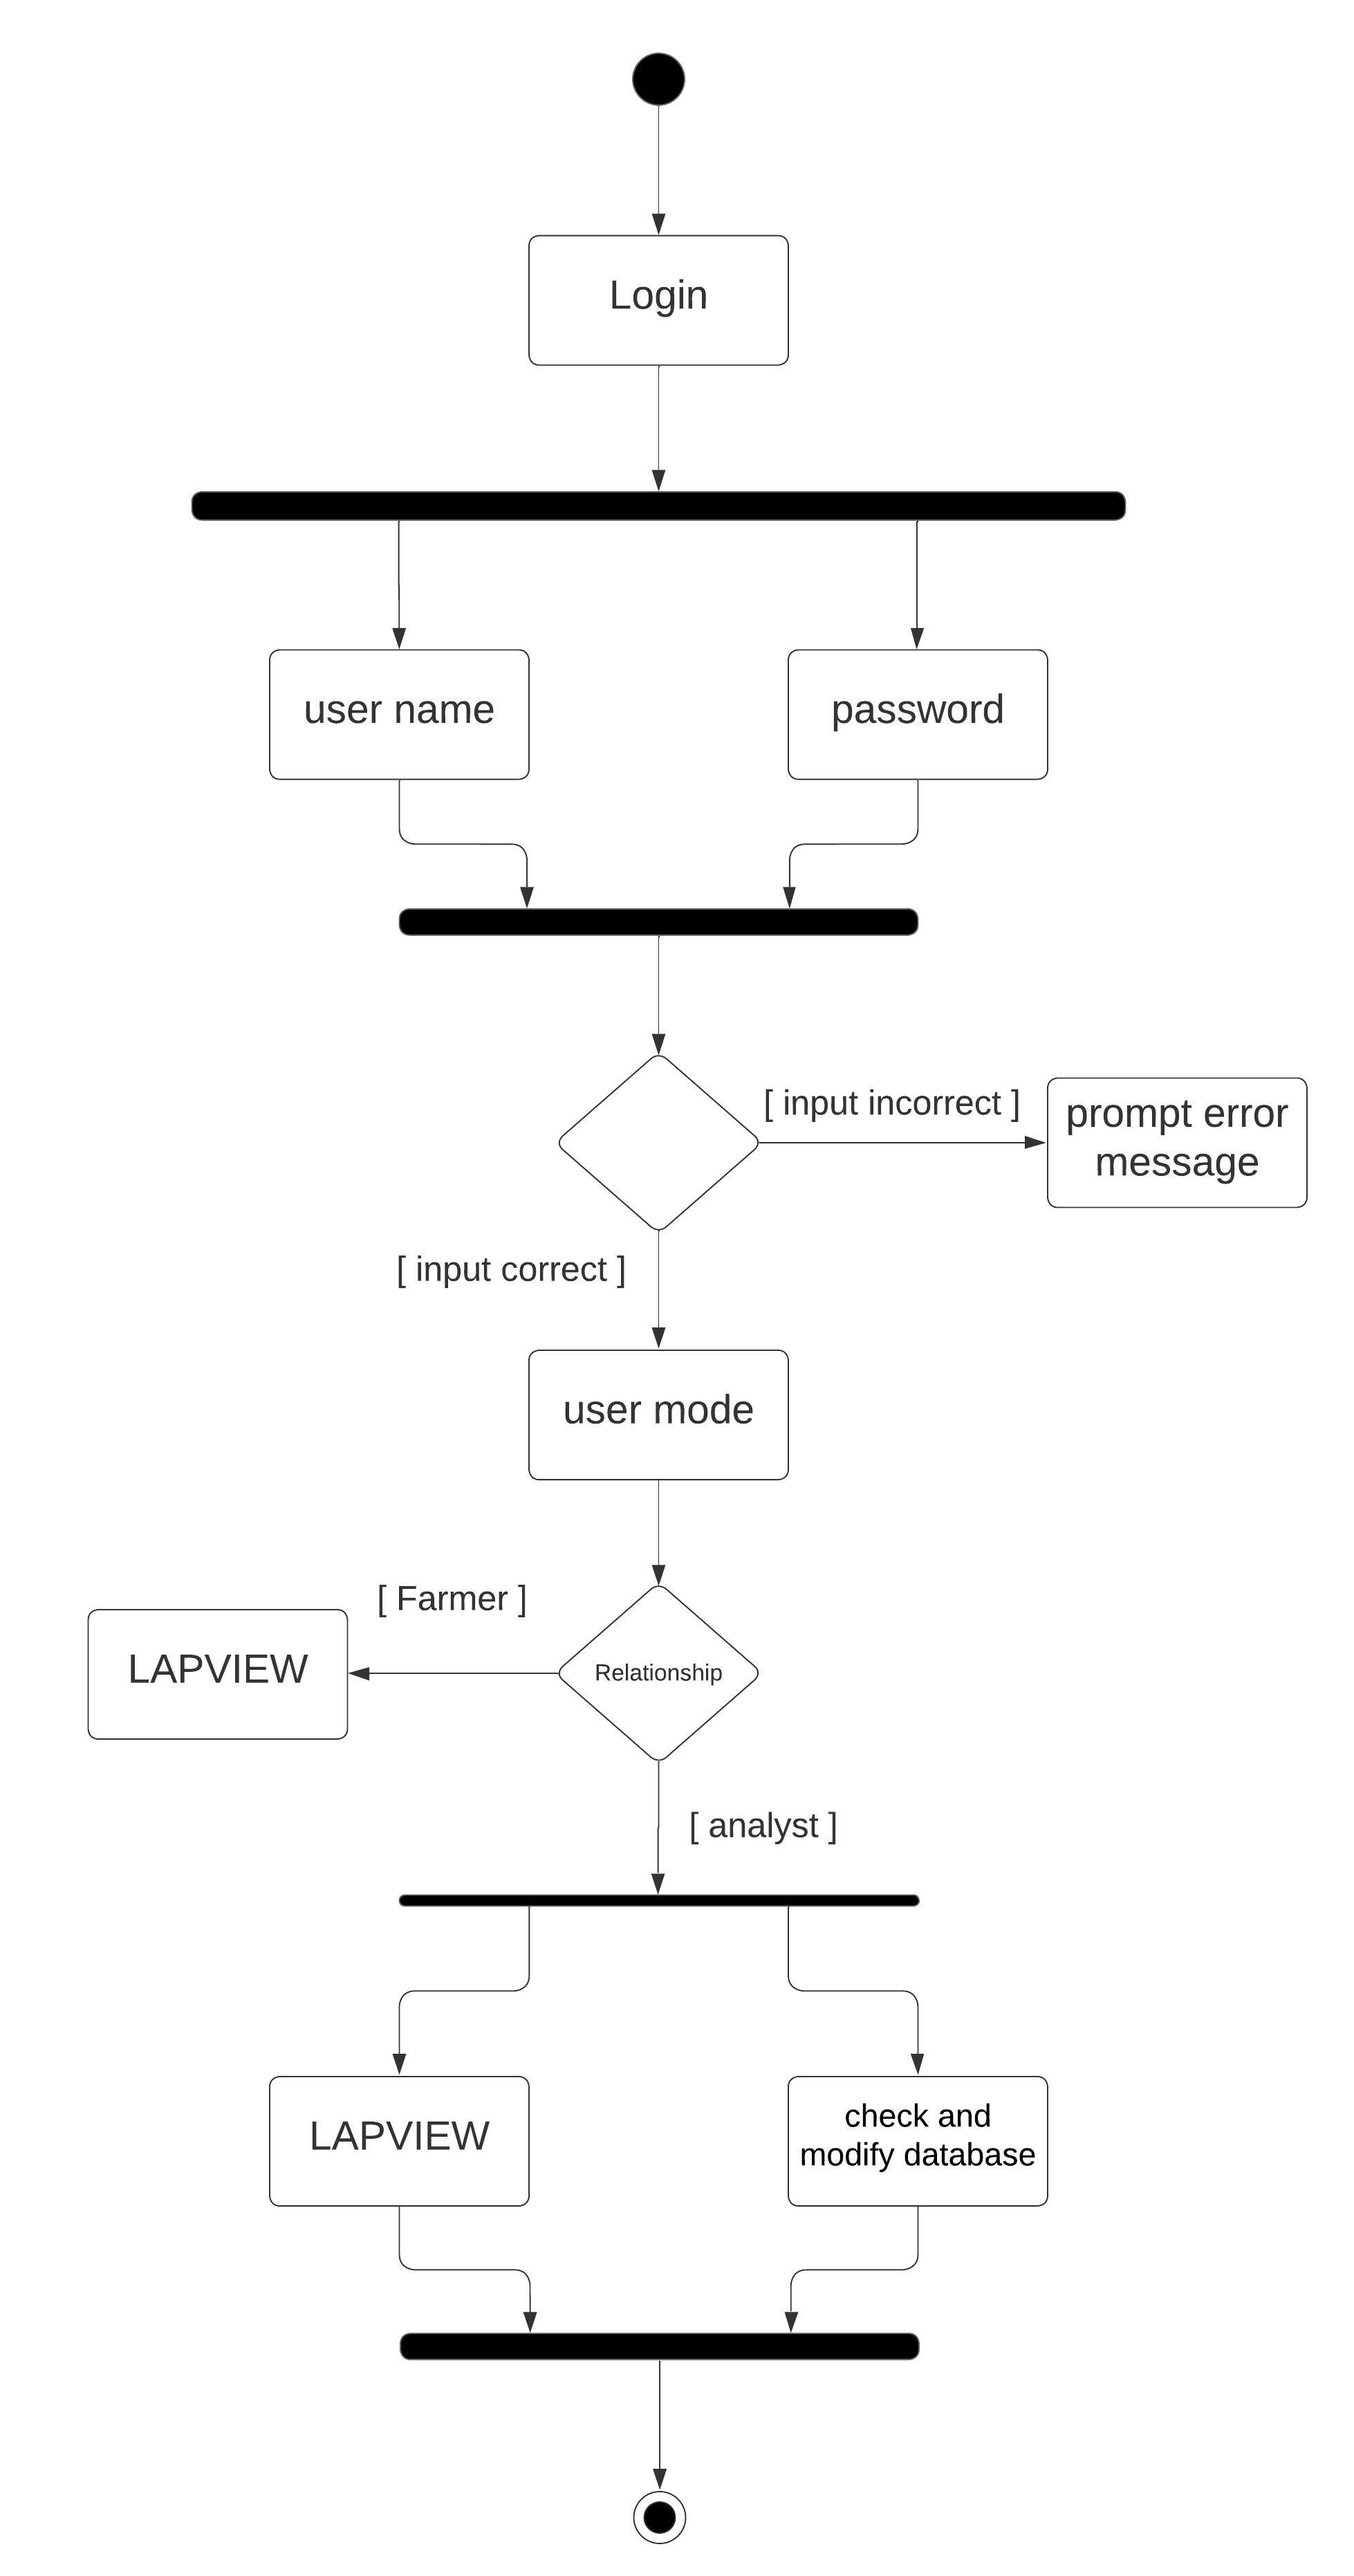 Login
user name
password
[ input incorrect ]
prompt error
message
[ input correct ]
user mode
[ Farmer ]
LAPVIEW
Relationship
[ analyst ]
LAPVIEW
check and
modify database